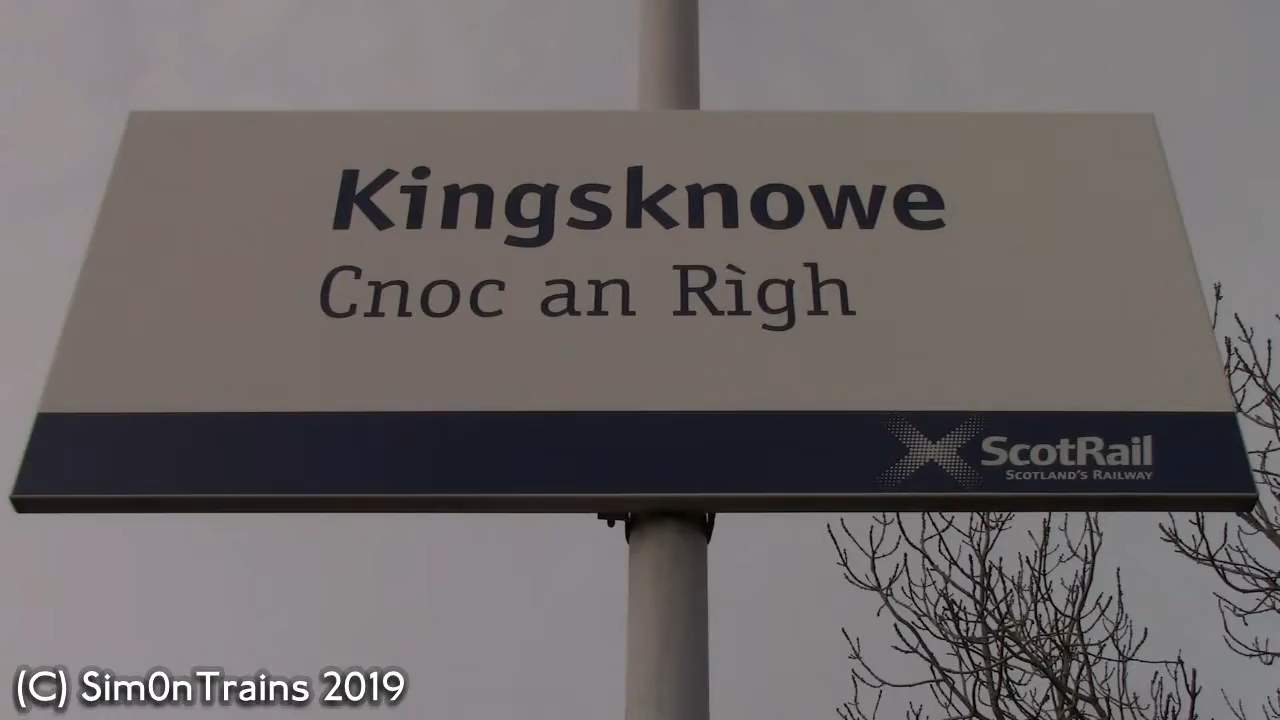 Kingsknowe
Cnoc an Rìgh
ScotRail
Scotland's Railway
(C) Sim0nTrains 2019